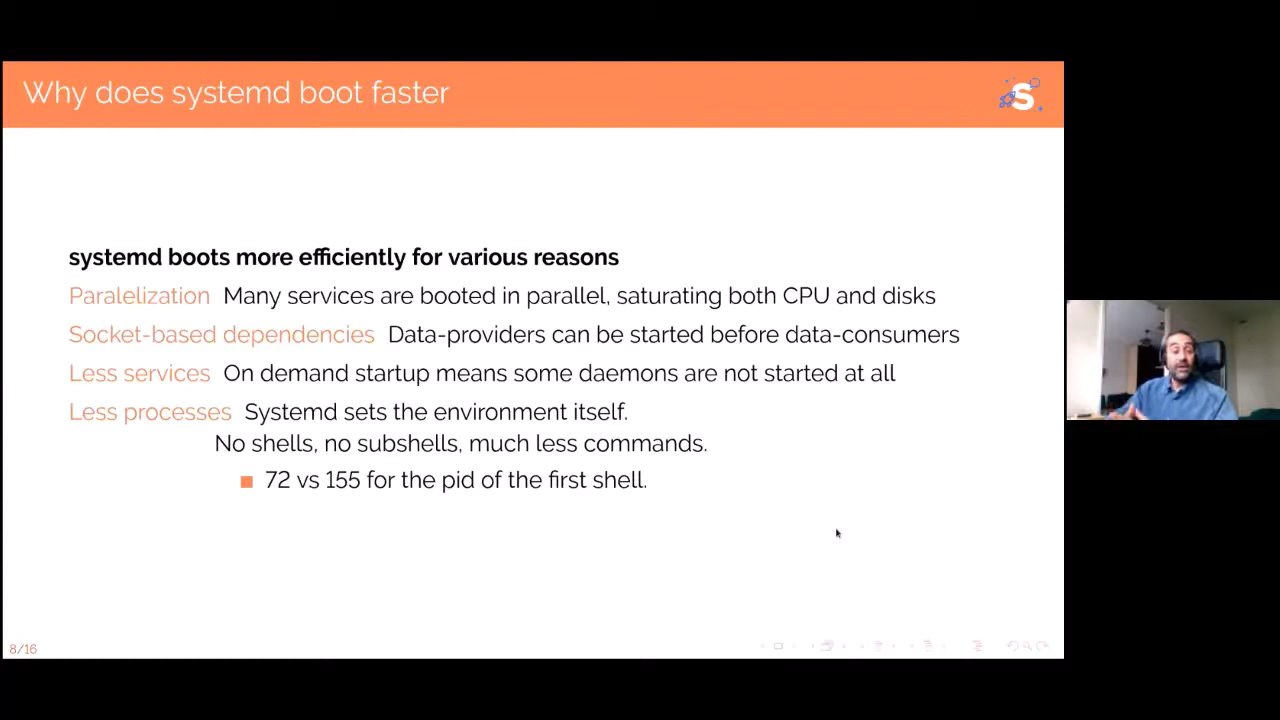 Why does systemd boot faster
S
systemd boots more efficiently for various reasons
Paralelization Many services are booted in parallel, saturating both CPU and disks
Socket-based dependencies Data-providers can be started before data-consumers
Less services On demand startup means some daemons are not started at all
Less processes Systemd sets the environment itself.
No shells, no subshells, much less commands.
72 vs 155 for the pid of the first shell.
8/16